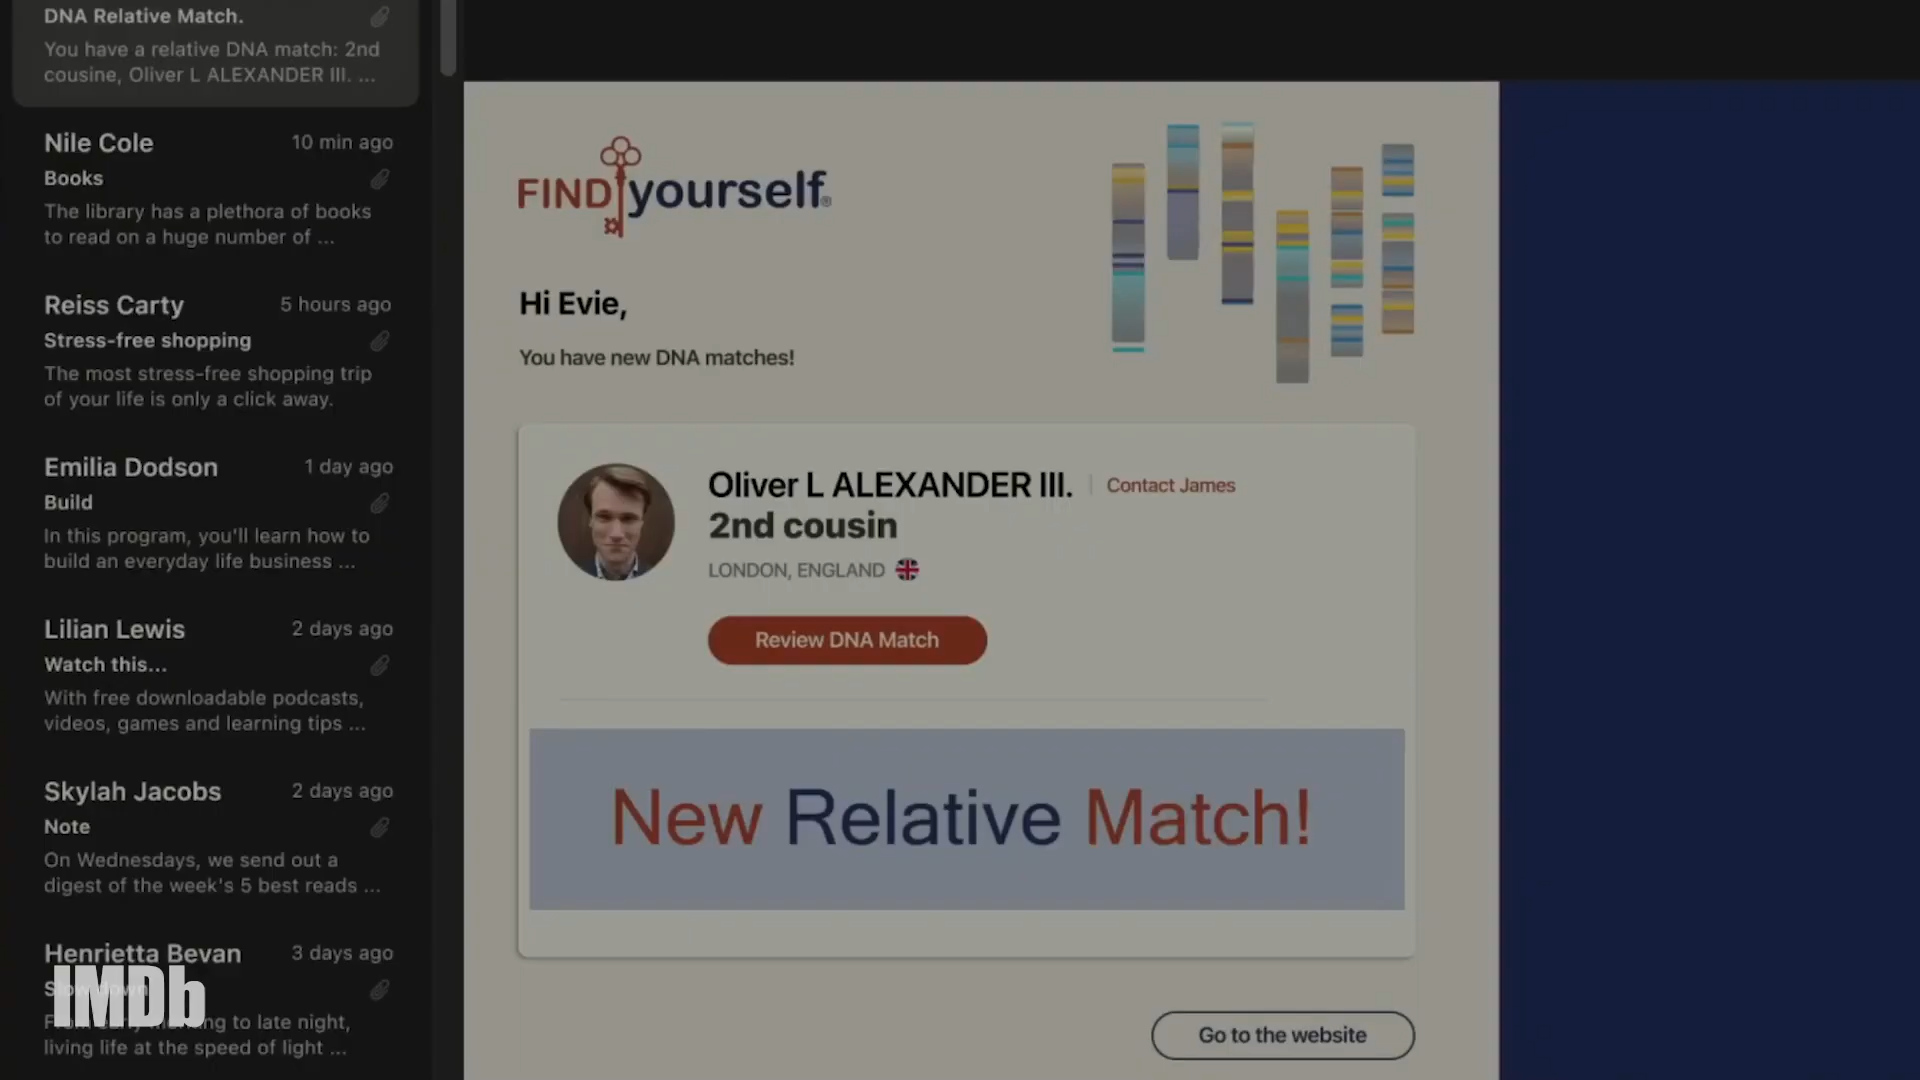 DNA Relative Match.
You have a relative DNA match: 2nd
cousine, Oliver L ALEXANDER III. ...
Nile Cole 10 min ago
Books
The library has a plethora of books
to read on a huge number of ...
Reiss Carty 5 hours ago
Stress-free shopping
The most stress-free shopping trip
of your life is only a click away.
Emilia Dodson 1 day ago
Build
In this program, you'll learn how to
build an everyday life business ...
Lilian Lewis 2 days ago
Watch this...
With free downloadable podcasts,
videos, games and learning tips ...
Skylah Jacobs 2 days ago
Note
On Wednesdays, we send out a
digest of the week's 5 best reads ...
Henrietta Bevan 3 days ago
Slow down
From early morning to late night,
living life at the speed of light ...
IMDb
FIND yourself®
Hi Evie,
You have new DNA matches!
Oliver L ALEXANDER III. | Contact James
2nd cousin
LONDON, ENGLAND
Review DNA Match
New Relative Match!
Go to the website